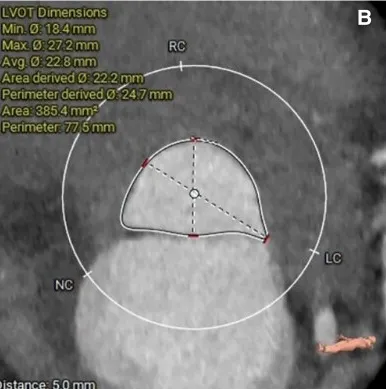 LVOT Dimensions
B
Min. Ø: 18.4 mm
Max. Ø: 27.2 mm
Avg. Ø: 22.8 mm
Area derived Ø: 22.2 mm
Perimeter derived Ø: 24.7 mm
Area: 385.4 mm²
Perimeter: 77.5 mm
RC
LC
NC
Distance: 5.0 mm